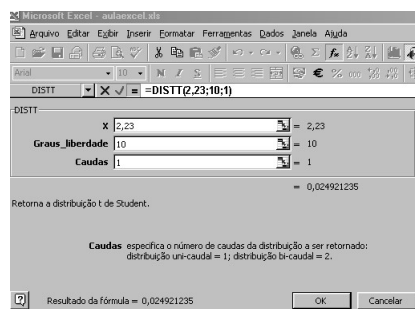 Microsoft Excel - aulaexcel.xls
Arquivo Editar Exibir Inserir Formatar Ferramentas Dados Janela Ajuda
Arial 10 N I S € % 000
DISTT =DISTT(2,23;10;1)
DISTT
X 2,23 = 2,23
Graus_liberdade 10 = 10
Caudas 1 = 1
= 0,024921235
Retorna a distribuição t de Student.
Caudas especifica o número de caudas da distribuição a ser retornado:
distribuição uni-caudal = 1; distribuição bi-caudal = 2.
Resultado da fórmula = 0,024921235 OK Cancelar